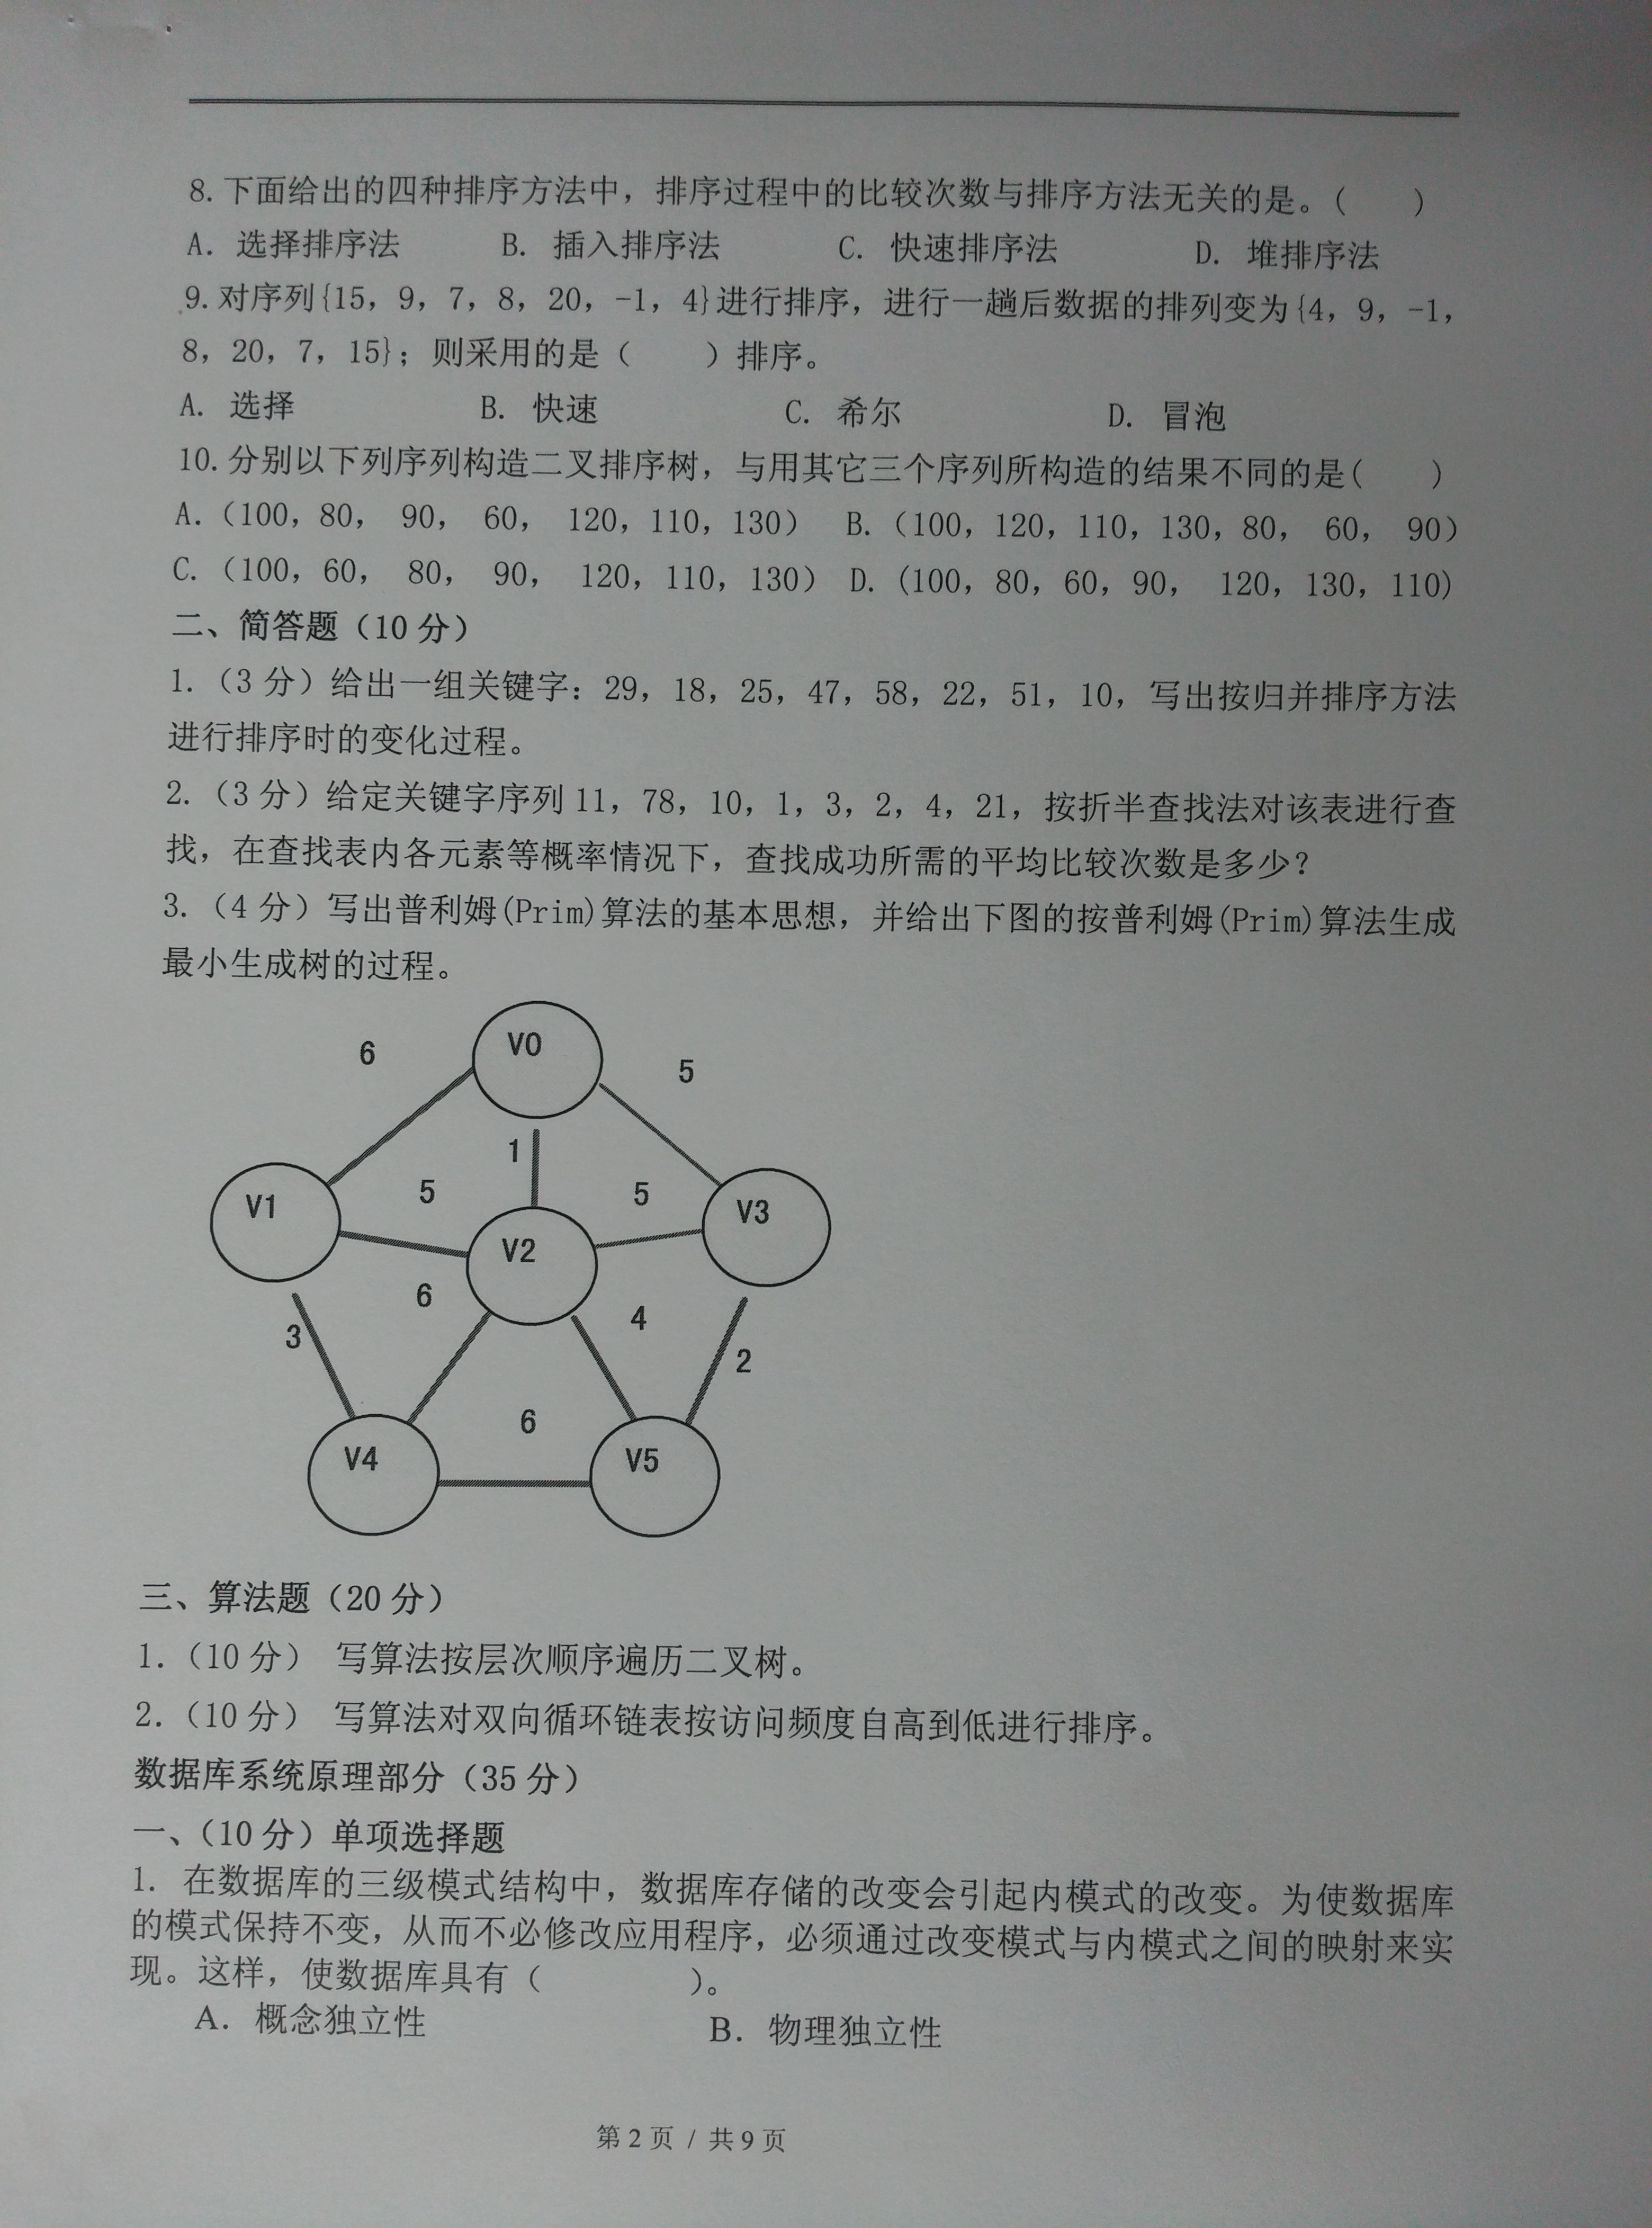 8.下面给出的四种排序方法中，排序过程中的比较次数与排序方法无关的是。(　　)
A. 选择排序法　　B. 插入排序法　　C. 快速排序法　　D. 堆排序法
9.对序列{15，9，7，8，20，-1，4}进行排序，进行一趟后数据的排列变为{4，9，-1，
8，20，7，15}；则采用的是（　　）排序。
A. 选择　　B. 快速　　C. 希尔　　D. 冒泡
10.分别以下列序列构造二叉排序树，与用其它三个序列所构造的结果不同的是(　　)
A.（100，80， 90， 60， 120，110，130） B.（100，120，110，130，80， 60， 90）
C.（100，60， 80， 90， 120，110，130） D.(100，80，60，90， 120，130，110)
二、简答题（10 分）
1.（3 分）给出一组关键字：29，18，25，47，58，22，51，10，写出按归并排序方法
进行排序时的变化过程。
2.（3 分）给定关键字序列 11，78，10，1，3，2，4，21，按折半查找法对该表进行查
找，在查找表内各元素等概率情况下，查找成功所需的平均比较次数是多少？
3.（4 分）写出普利姆(Prim)算法的基本思想，并给出下图的按普利姆(Prim)算法生成
最小生成树的过程。
V0
6
5
1
V1
5
5
V3
V2
6
4
3
2
6
V4
V5
三、算法题（20 分）
1.（10 分） 写算法按层次顺序遍历二叉树。
2.（10 分） 写算法对双向循环链表按访问频度自高到低进行排序。
数据库系统原理部分（35 分）
一、（10 分）单项选择题
1. 在数据库的三级模式结构中，数据库存储的改变会引起内模式的改变。为使数据库
的模式保持不变，从而不必修改应用程序，必须通过改变模式与内模式之间的映射来实
现。这样，使数据库具有（　　　　）。
A. 概念独立性　　B. 物理独立性
第 2 页 / 共 9 页